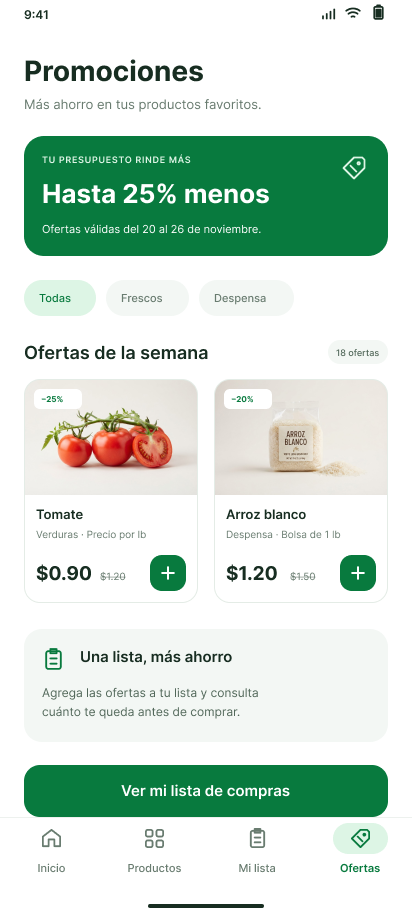 9:41
Promociones
Más ahorro en tus productos favoritos.
TU PRESUPUESTO RINDE MÁS
Hasta 25% menos
Ofertas válidas del 20 al 26 de noviembre.
Todas
Frescos
Despensa
Ofertas de la semana
18 ofertas
−25%
Tomate
Verduras · Precio por lb
$0.90 $1.20
−20%
ARROZ
BLANCO
Arroz blanco
Despensa · Bolsa de 1 lb
$1.20 $1.50
Una lista, más ahorro
Agrega las ofertas a tu lista y consulta
cuánto te queda antes de comprar.
Ver mi lista de compras
Inicio
Productos
Mi lista
Ofertas